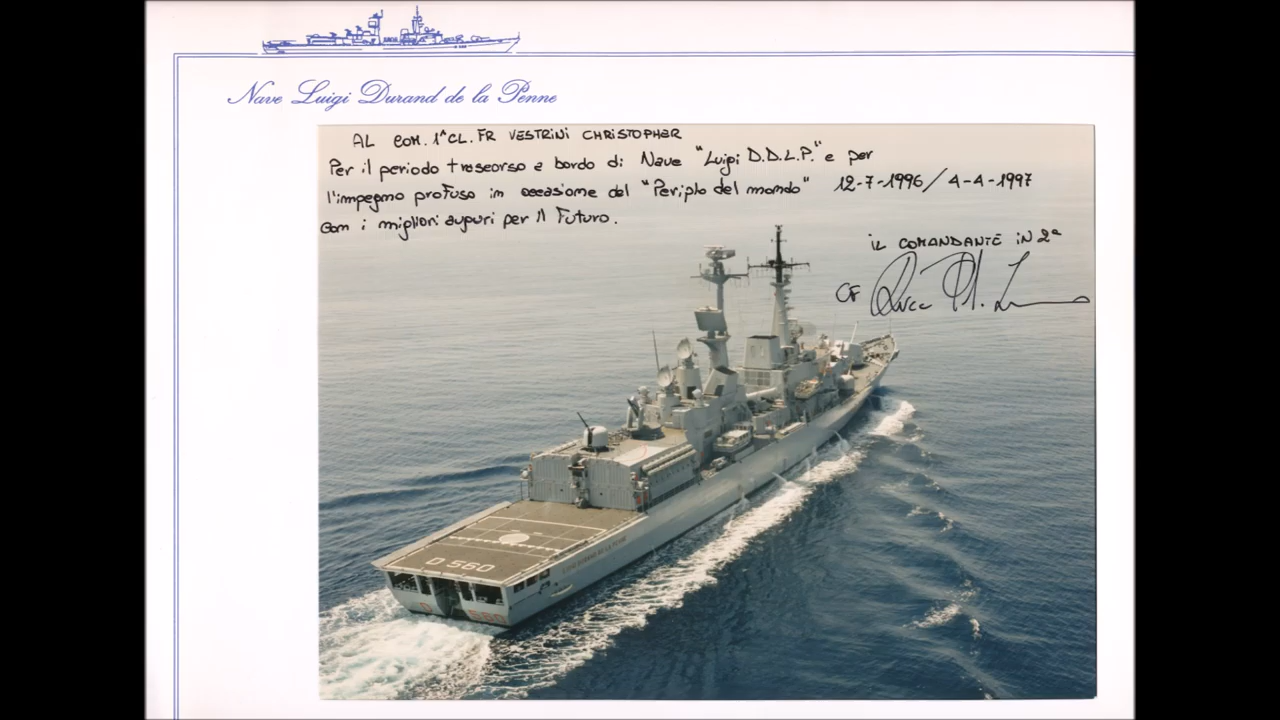 Nave Luigi Durand de la Penne
AL COM. 1ª CL. FR VESTRINI CHRISTOPHER
Per il periodo trascorso a bordo di Nave "Luigi D.D.L.P." e per
l'impegno profuso in occasione del "Periplo del mondo" 12-7-1996/4-4-1997
con i migliori auguri per il Futuro.
IL COMANDANTE IN 2ª
CF
D 560